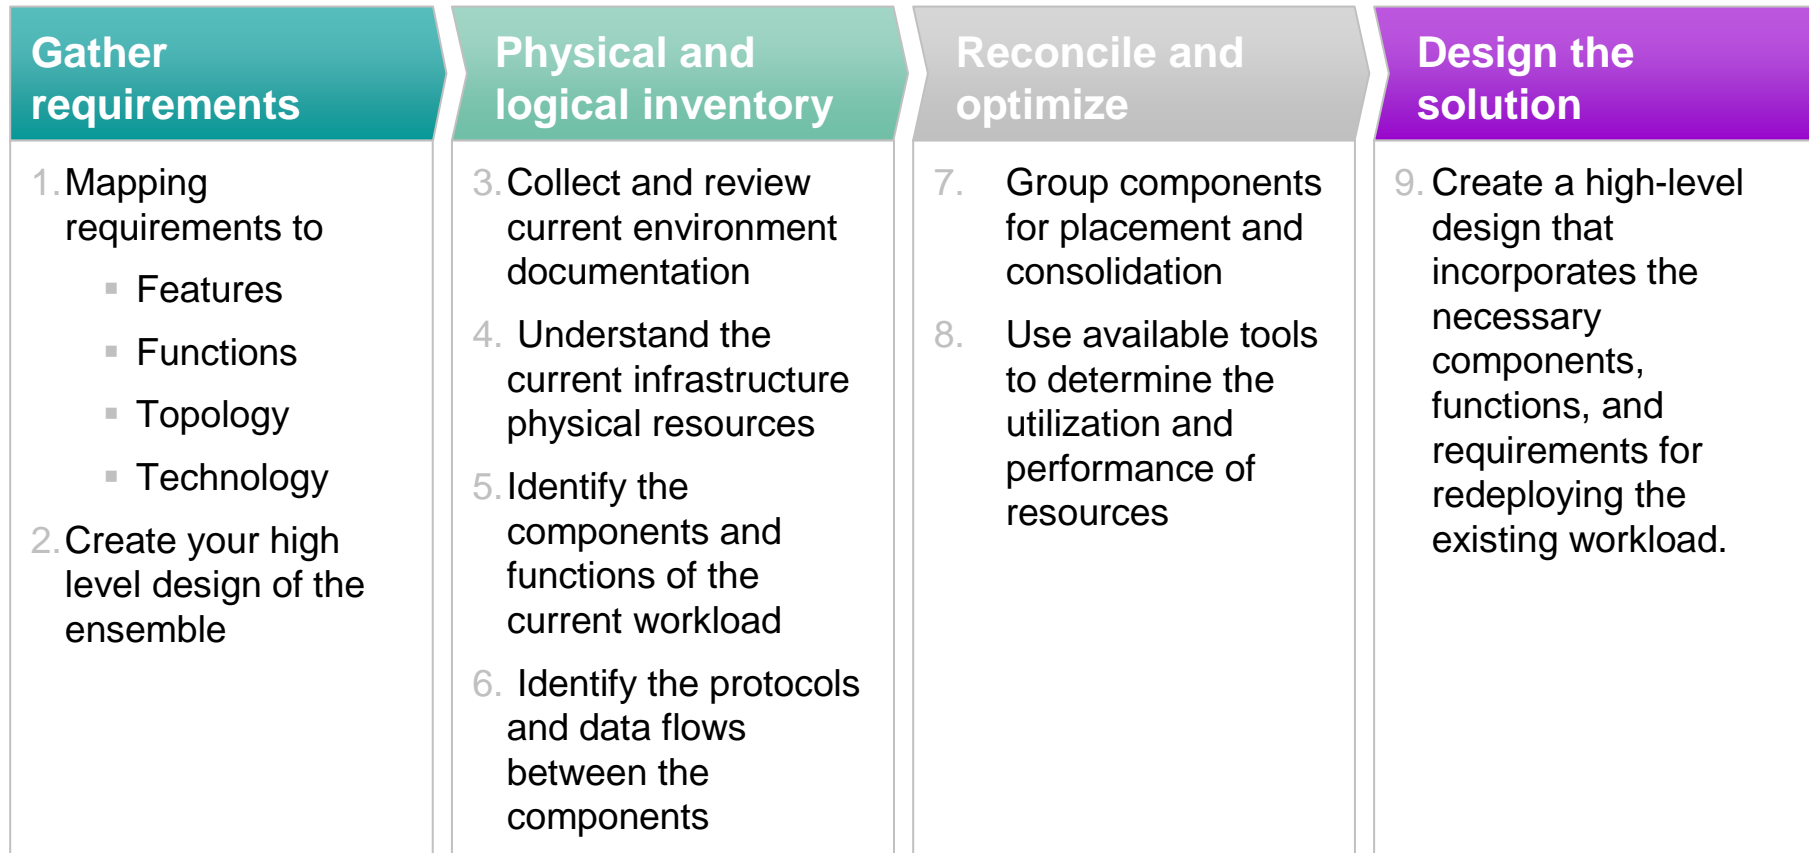 Gather
requirements
1. Mapping
requirements to
▪ Features
▪ Functions
▪ Topology
▪ Technology
2. Create your high
level design of the
ensemble
Physical and
logical inventory
3. Collect and review
current environment
documentation
4. Understand the
current infrastructure
physical resources
5. Identify the
components and
functions of the
current workload
6. Identify the protocols
and data flows
between the
components
Reconcile and
optimize
7. Group components
for placement and
consolidation
8. Use available tools
to determine the
utilization and
performance of
resources
Design the
solution
9. Create a high-level
design that
incorporates the
necessary
components,
functions, and
requirements for
redeploying the
existing workload.